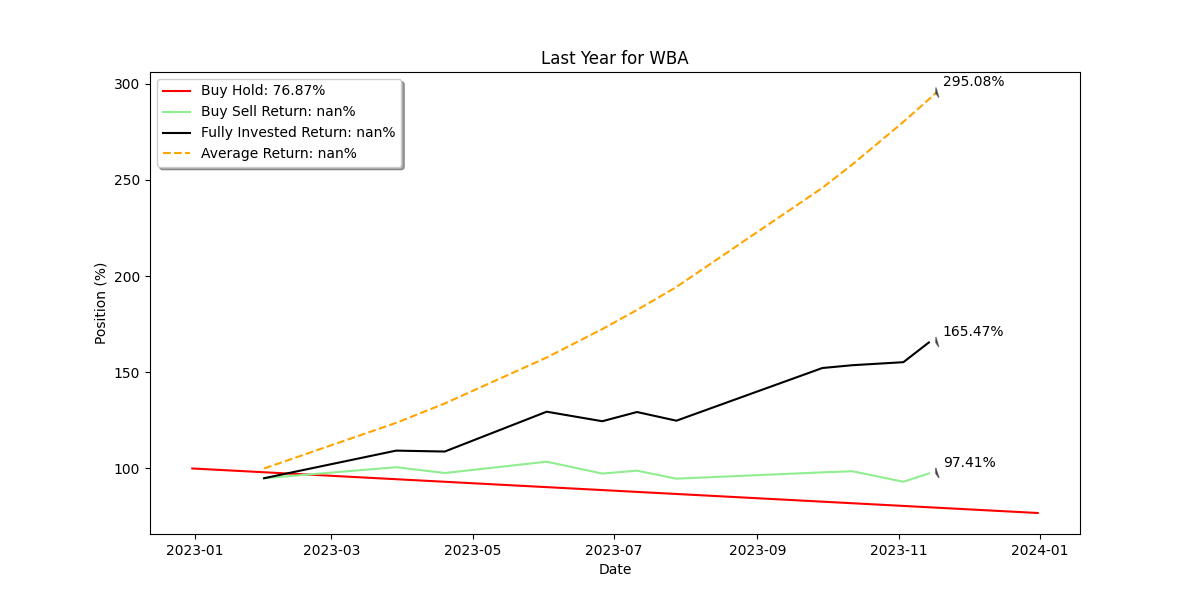 Last Year for WBA
Buy Hold: 76.87%
Buy Sell Return: nan%
Fully Invested Return: nan%
Average Return: nan%
295.08%
165.47%
97.41%
Position (%)
300
250
200
150
100
2023-01 2023-03 2023-05 2023-07 2023-09 2023-11 2024-01
Date